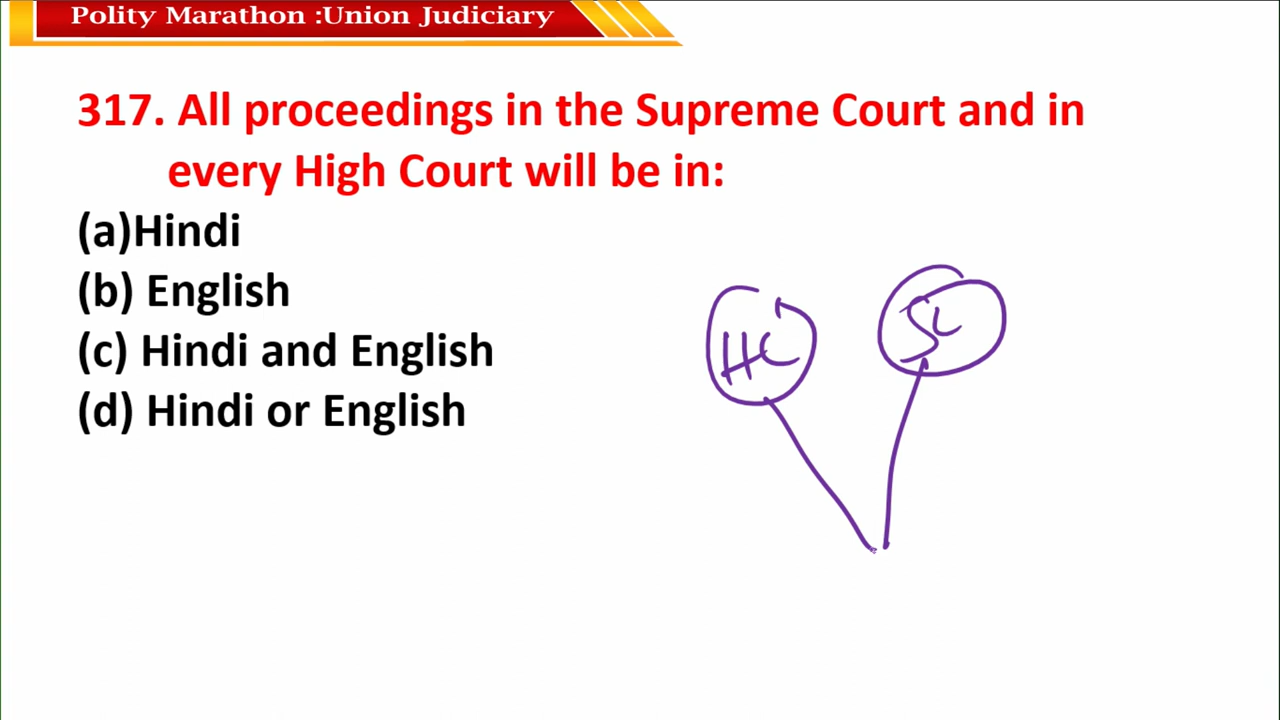 Polity Marathon :Union Judiciary
317. All proceedings in the Supreme Court and in
every High Court will be in:
(a)Hindi
(b) English
(c) Hindi and English
(d) Hindi or English
HC
SC